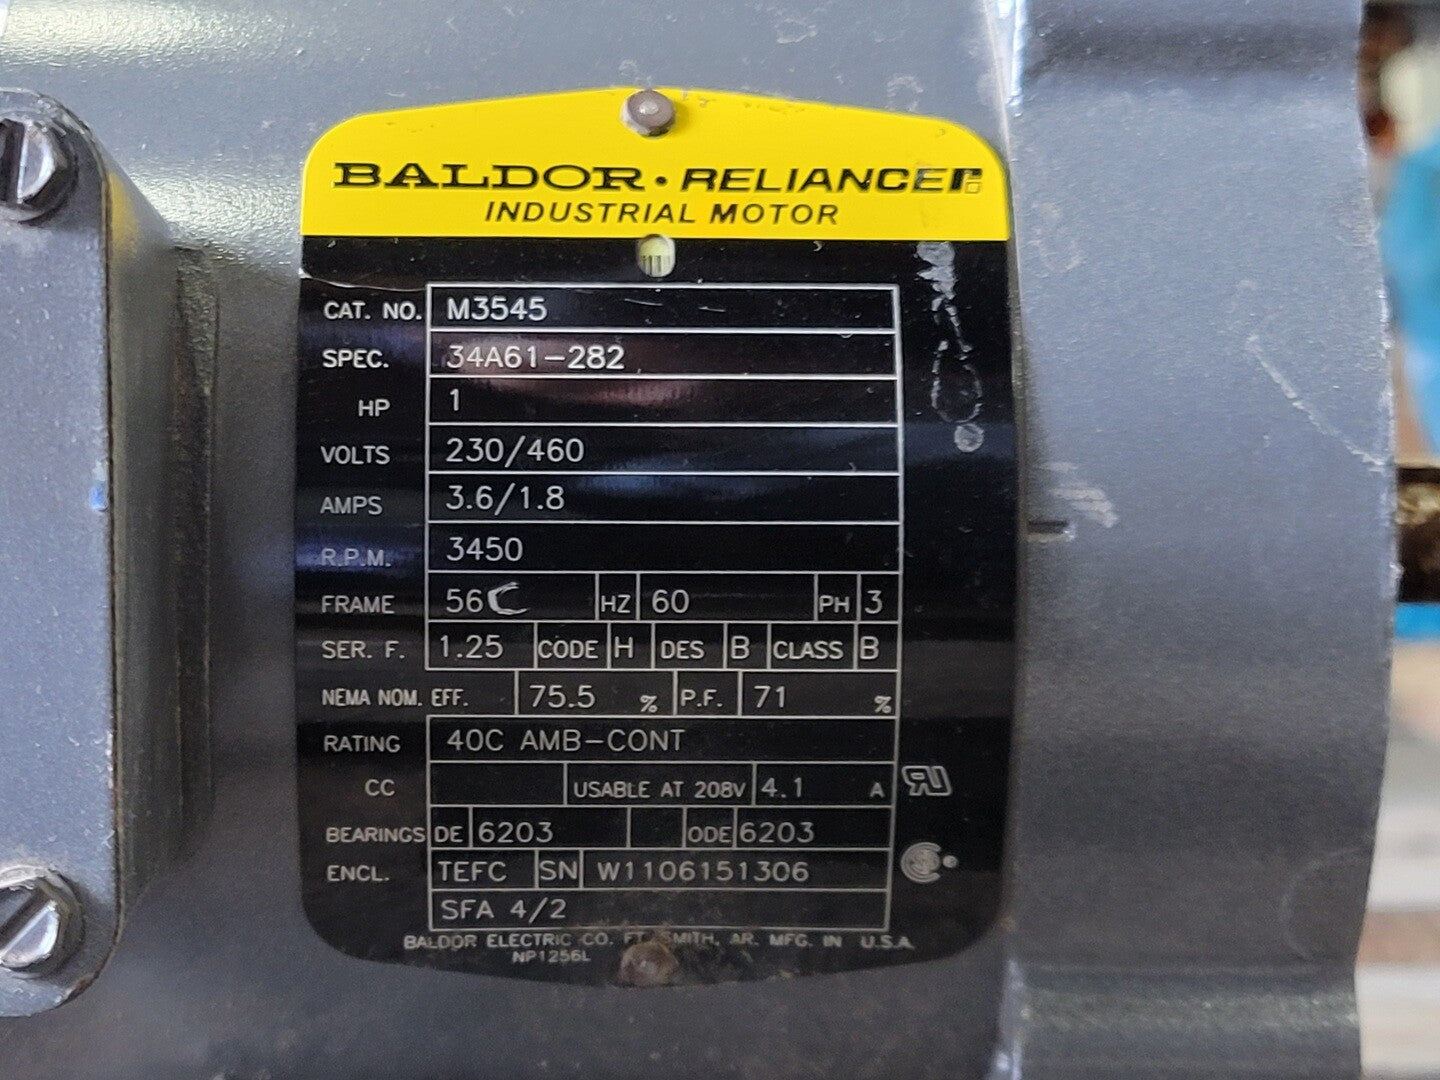 BALDOR · RELIANCE
INDUSTRIAL MOTOR
CAT. NO. M3545
SPEC. 34A61-282
HP 1
VOLTS 230/460
AMPS 3.6/1.8
R.P.M. 3450
FRAME 56C HZ 60 PH 3
SER. F. 1.25 CODE H DES B CLASS B
NEMA NOM. EFF. 75.5 % P.F. 71 %
RATING 40C AMB-CONT
CC USABLE AT 208V 4.1 A
BEARINGS DE 6203 ODE 6203
ENCL. TEFC SN W1106151306
SFA 4/2
BALDOR ELECTRIC CO. FT. SMITH, AR. MFG. IN U.S.A.
NP1256L